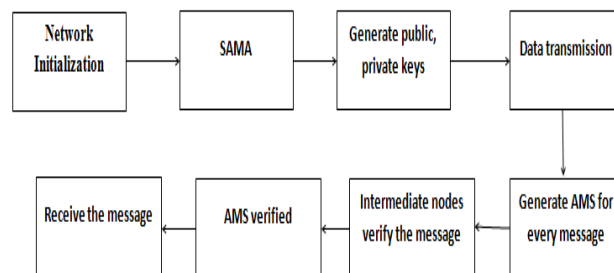 Network
Initialization
SAMA
Generate public,
private keys
Data transmission
Generate AMS for
every message
Intermediate nodes
verify the message
AMS verified
Receive the message